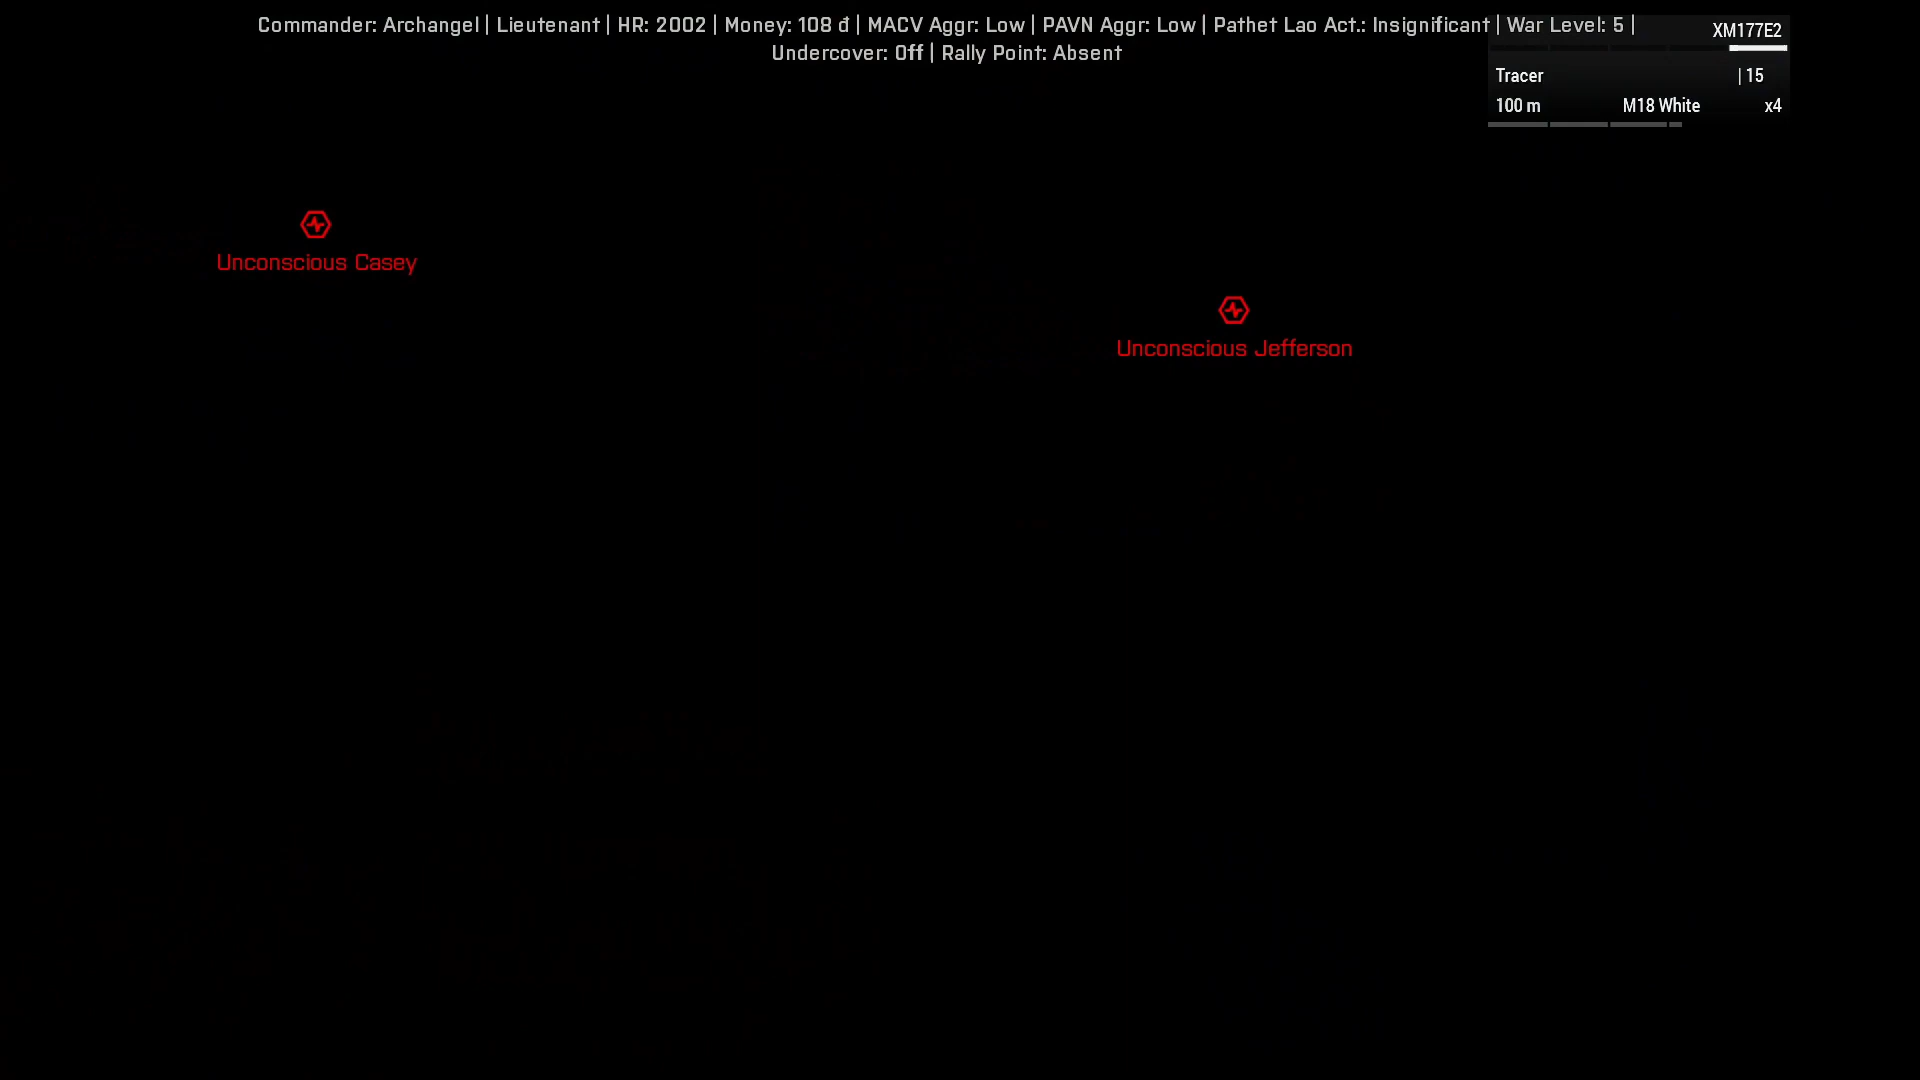 Commander: Archangel | Lieutenant | HR: 2002 | Money: 108 đ | MACV Aggr: Low | PAVN Aggr: Low | Pathet Lao Act.: Insignificant | War Level: 5 |
Undercover: Off | Rally Point: Absent
XM177E2
Tracer | 15
100 m M18 White x4
Unconscious Casey
Unconscious Jefferson